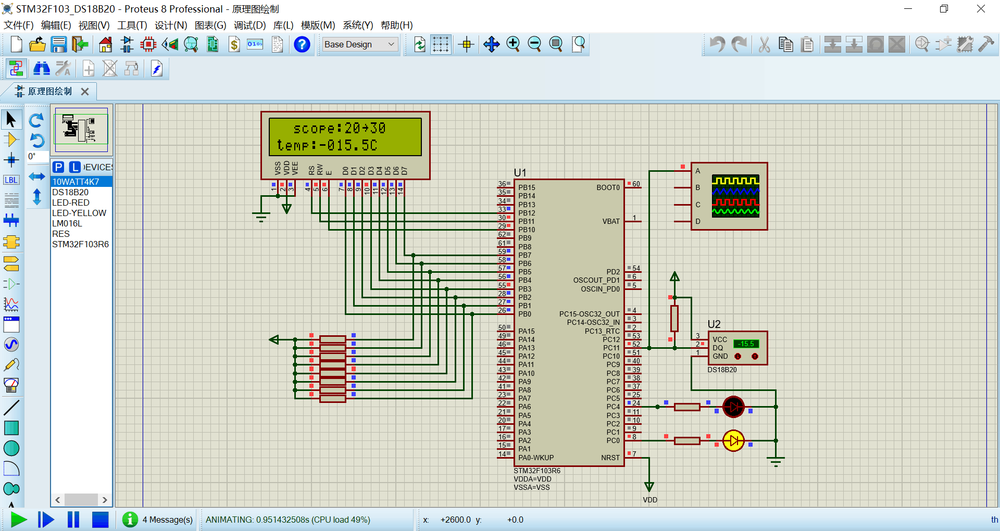 STM32F103_DS18B20 - Proteus 8 Professional - 原理图绘制
文件(F) 编辑(E) 视图(V) 工具(T) 设计(N) 图表(G) 调试(D) 库(L) 模版(M) 系统(Y) 帮助(H)
Base Design
原理图绘制
0°
P L DEVICES
LBL
10WATT4K7
DS18B20
LED-RED
LED-YELLOW
LM016L
RES
STM32F103R6
scope:20→30
temp:-015.5C
VSS VDD VEE RS RW E D0 D1 D2 D3 D4 D5 D6 D7
1 2 3 4 5 6 7 8 9 10 11 12 13 14
U1
36 PB15
35 PB14
34 PB13
33 PB12
30 PB11
29 PB10
62 PB9
61 PB8
59 PB7
58 PB6
57 PB5
56 PB4
55 PB3
28 PB2
27 PB1
26 PB0
50 PA15
49 PA14
46 PA13
45 PA12
44 PA11
43 PA10
42 PA9
41 PA8
23 PA7
22 PA6
21 PA5
20 PA4
17 PA3
16 PA2
15 PA1
14 PA0-WKUP
BOOT0 60
VBAT 1
PD2 54
OSCOUT_PD1 6
OSCIN_PD0 5
PC15-OSC32_OUT 4
PC14-OSC32_IN 3
PC13_RTC 2
PC12 53
PC11 52
PC10 51
PC9 40
PC8 39
PC7 38
PC6 37
PC5 25
PC4 24
PC3 11
PC2 10
PC1 9
PC0 8
NRST 7
STM32F103R6
VDDA=VDD
VSSA=VSS
VDD
A
B
C
D
U2
3 VCC
2 DQ
1 GND
-15.5
DS18B20
4 Message(s)
ANIMATING: 0.951432508s (CPU load 49%)
x: +2600.0 y: +0.0
th